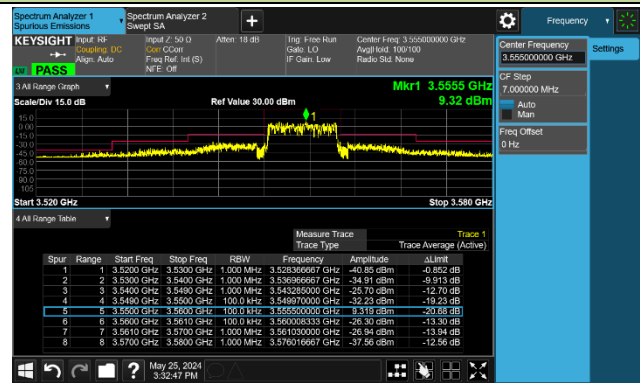 Spectrum Analyzer 1
Spurious Emissions
Spectrum Analyzer 2
Swept SA
Frequency
KEYSIGHT Input: RF Input Z: 50 Ω Atten: 18 dB Trig: Free Run Center Freq: 3.555000000 GHz
Coupling: DC Corr CCorr Gate: LO Avg|Hold: 100/100
Align: Auto Freq Ref: Int (S) IF Gain: Low Radio Std: None
NFE: Off
LM PASS
Center Frequency
3.555000000 GHz
Settings
CF Step
7.000000 MHz
Auto
Man
Freq Offset
0 Hz
3 All Range Graph
Mkr1 3.5555 GHz
Scale/Div 15.0 dB Ref Value 30.00 dBm 9.32 dBm
1
15.0
0.00
-15.0
-30.0
-45.0
-60.0
-75.0
-90.0
-105
Start 3.520 GHz Stop 3.580 GHz
4 All Range Table
Measure Trace Trace 1
Trace Type Trace Average (Active)
Spur Range Start Freq Stop Freq RBW Frequency Amplitude ΔLimit
1 1 3.5200 GHz 3.5300 GHz 1.000 MHz 3.528366667 GHz -40.85 dBm -0.852 dB
2 2 3.5300 GHz 3.5400 GHz 1.000 MHz 3.536966667 GHz -34.91 dBm -9.913 dB
3 3 3.5400 GHz 3.5490 GHz 1.000 MHz 3.543285000 GHz -25.70 dBm -12.70 dB
4 4 3.5490 GHz 3.5500 GHz 100.0 kHz 3.549970000 GHz -32.23 dBm -19.23 dB
5 5 3.5500 GHz 3.5600 GHz 100.0 kHz 3.555500000 GHz 9.319 dBm -20.68 dB
6 6 3.5600 GHz 3.5610 GHz 100.0 kHz 3.560008333 GHz -26.30 dBm -13.30 dB
7 7 3.5610 GHz 3.5700 GHz 1.000 MHz 3.561030000 GHz -26.94 dBm -13.94 dB
8 8 3.5700 GHz 3.5800 GHz 1.000 MHz 3.576016667 GHz -37.56 dBm -12.56 dB
May 25, 2024
3:32:47 PM